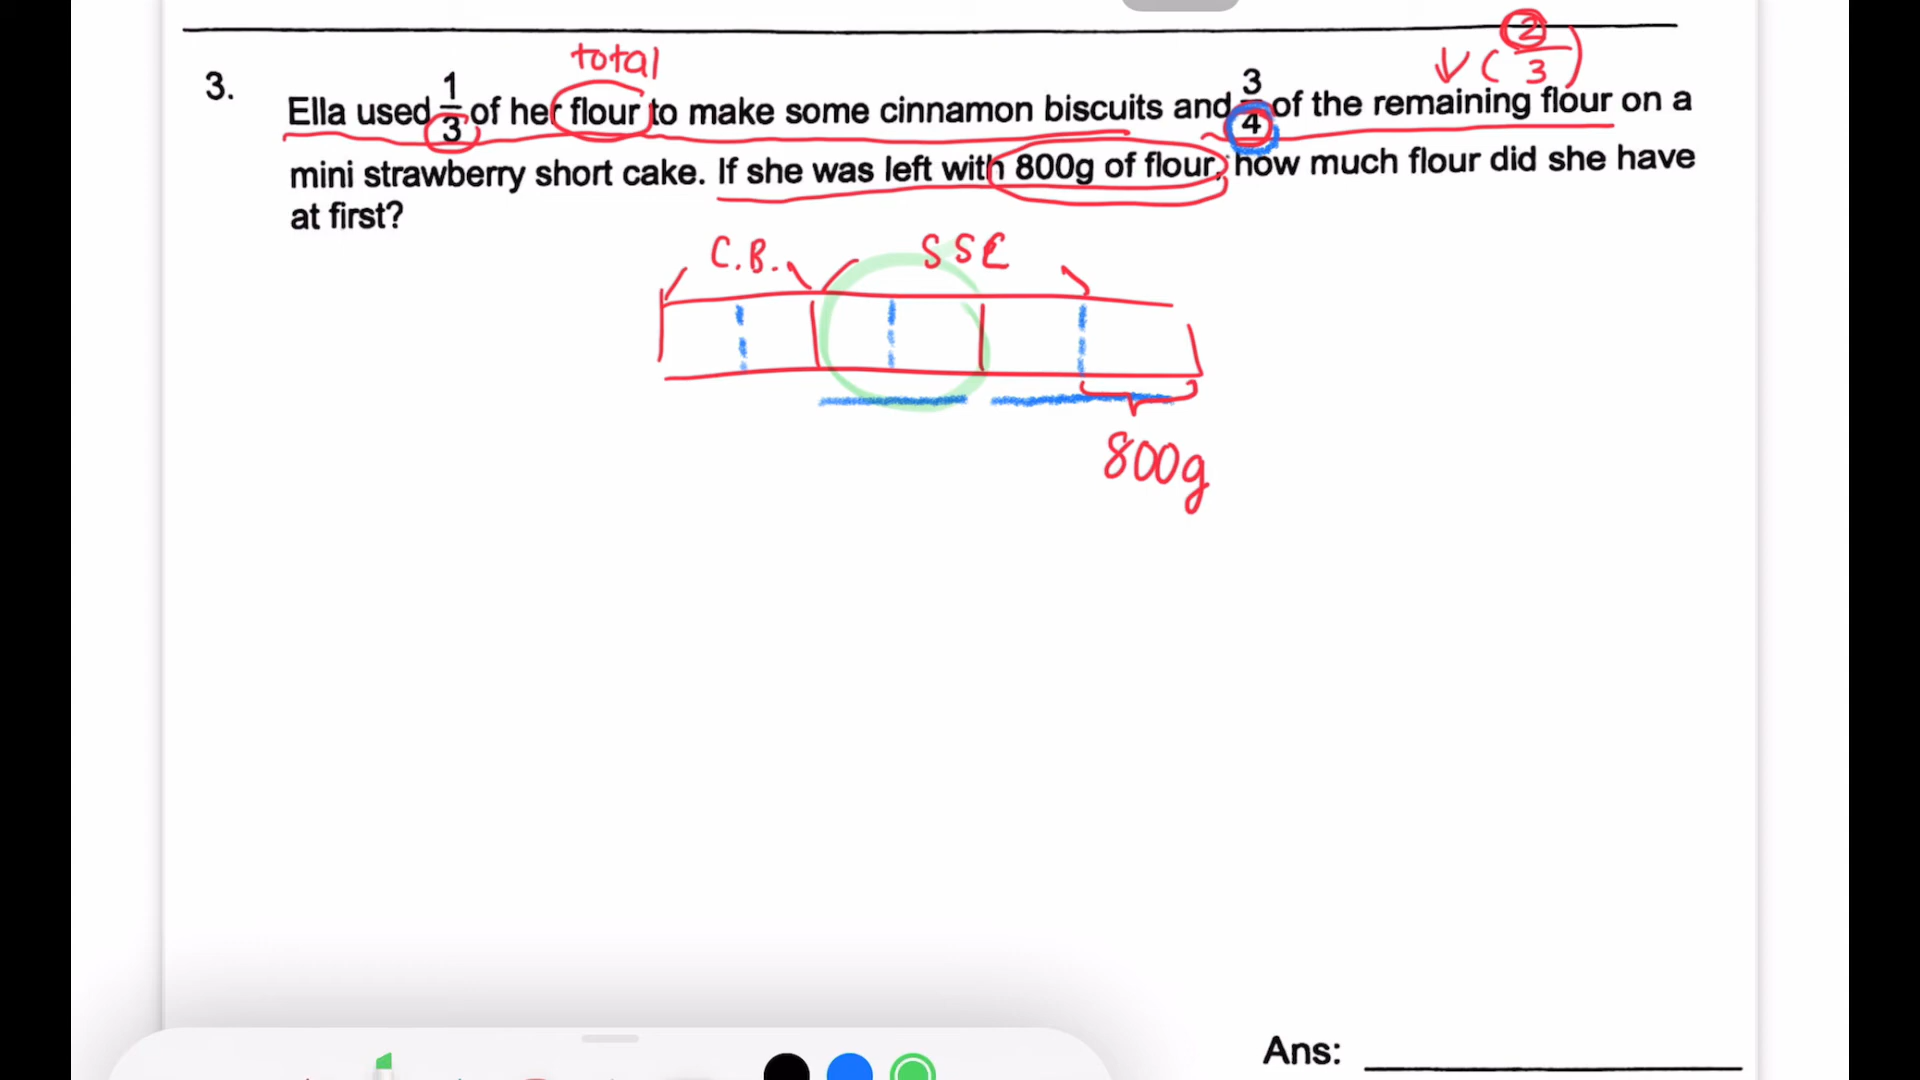 total
↓ (2/3)
3. Ella used 1/3 of her flour to make some cinnamon biscuits and 3/4 of the remaining flour on a
mini strawberry short cake. If she was left with 800g of flour, how much flour did she have
at first?
C.B. SSC
800g
Ans: